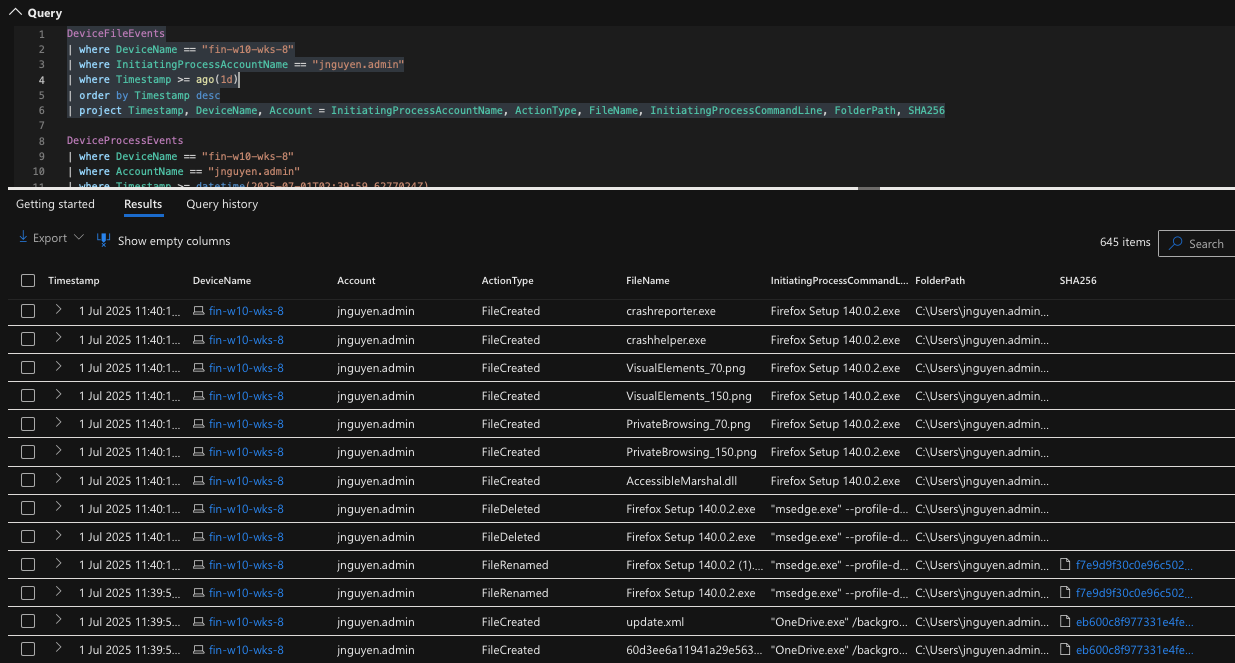 Query
1 DeviceFileEvents
2 | where DeviceName == "fin-w10-wks-8"
3 | where InitiatingProcessAccountName == "jnguyen.admin"
4 | where Timestamp >= ago(1d)
5 | order by Timestamp desc
6 | project Timestamp, DeviceName, Account = InitiatingProcessAccountName, ActionType, FileName, InitiatingProcessCommandLine, FolderPath, SHA256
7
8 DeviceProcessEvents
9 | where DeviceName == "fin-w10-wks-8"
10 | where AccountName == "jnguyen.admin"
11 | where Timestamp >= datetime(2025-07-01T02:39:59.6277024Z)
Getting started Results Query history
Export Show empty columns 645 items Search
Timestamp DeviceName Account ActionType FileName InitiatingProcessCommandL... FolderPath SHA256
1 Jul 2025 11:40:1... fin-w10-wks-8 jnguyen.admin FileCreated crashreporter.exe Firefox Setup 140.0.2.exe C:\Users\jnguyen.admin...
1 Jul 2025 11:40:1... fin-w10-wks-8 jnguyen.admin FileCreated crashhelper.exe Firefox Setup 140.0.2.exe C:\Users\jnguyen.admin...
1 Jul 2025 11:40:1... fin-w10-wks-8 jnguyen.admin FileCreated VisualElements_70.png Firefox Setup 140.0.2.exe C:\Users\jnguyen.admin...
1 Jul 2025 11:40:1... fin-w10-wks-8 jnguyen.admin FileCreated VisualElements_150.png Firefox Setup 140.0.2.exe C:\Users\jnguyen.admin...
1 Jul 2025 11:40:1... fin-w10-wks-8 jnguyen.admin FileCreated PrivateBrowsing_70.png Firefox Setup 140.0.2.exe C:\Users\jnguyen.admin...
1 Jul 2025 11:40:1... fin-w10-wks-8 jnguyen.admin FileCreated PrivateBrowsing_150.png Firefox Setup 140.0.2.exe C:\Users\jnguyen.admin...
1 Jul 2025 11:40:1... fin-w10-wks-8 jnguyen.admin FileCreated AccessibleMarshal.dll Firefox Setup 140.0.2.exe C:\Users\jnguyen.admin...
1 Jul 2025 11:40:1... fin-w10-wks-8 jnguyen.admin FileDeleted Firefox Setup 140.0.2.exe "msedge.exe" --profile-d... C:\Users\jnguyen.admin...
1 Jul 2025 11:40:1... fin-w10-wks-8 jnguyen.admin FileDeleted Firefox Setup 140.0.2.exe "msedge.exe" --profile-d... C:\Users\jnguyen.admin...
1 Jul 2025 11:40:1... fin-w10-wks-8 jnguyen.admin FileRenamed Firefox Setup 140.0.2 (1).... "msedge.exe" --profile-d... C:\Users\jnguyen.admin... f7e9d9f30c0e96c502...
1 Jul 2025 11:39:5... fin-w10-wks-8 jnguyen.admin FileRenamed Firefox Setup 140.0.2.exe "msedge.exe" --profile-d... C:\Users\jnguyen.admin... f7e9d9f30c0e96c502...
1 Jul 2025 11:39:5... fin-w10-wks-8 jnguyen.admin FileCreated update.xml "OneDrive.exe" /backgro... C:\Users\jnguyen.admin... eb600c8f977331e4fe...
1 Jul 2025 11:39:5... fin-w10-wks-8 jnguyen.admin FileCreated 60d3ee6a11941a29e563... "OneDrive.exe" /backgro... C:\Users\jnguyen.admin... eb600c8f977331e4fe...